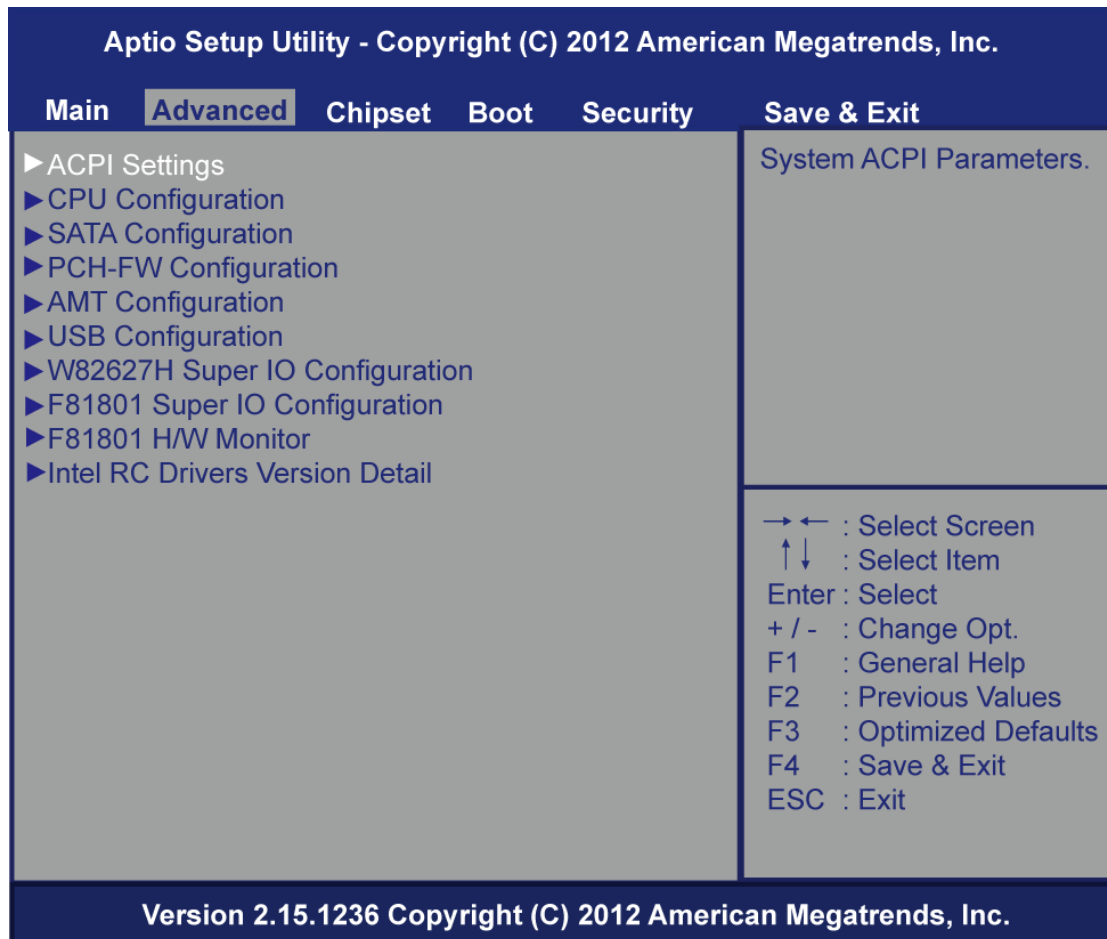 Aptio Setup Utility - Copyright (C) 2012 American Megatrends, Inc.
Main Advanced Chipset Boot Security Save & Exit
►ACPI Settings
►CPU Configuration
►SATA Configuration
►PCH-FW Configuration
►AMT Configuration
►USB Configuration
►W82627H Super IO Configuration
►F81801 Super IO Configuration
►F81801 H/W Monitor
►Intel RC Drivers Version Detail
System ACPI Parameters.
→ ← : Select Screen
↑↓ : Select Item
Enter : Select
+ / - : Change Opt.
F1 : General Help
F2 : Previous Values
F3 : Optimized Defaults
F4 : Save & Exit
ESC : Exit
Version 2.15.1236 Copyright (C) 2012 American Megatrends, Inc.